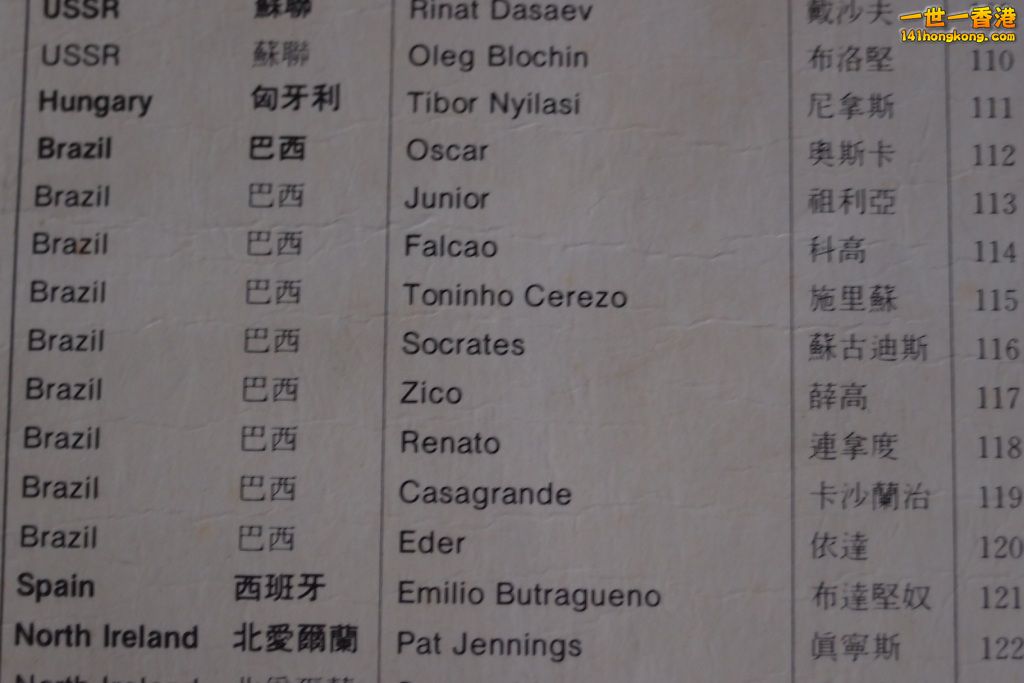 USSR 蘇聯 Rinat Dasaev 戴沙夫
一世一香港
141hongkong.com
USSR 蘇聯 Oleg Blochin 布洛堅 110
Hungary 匈牙利 Tibor Nyilasi 尼拿斯 111
Brazil 巴西 Oscar 奧斯卡 112
Brazil 巴西 Junior 祖利亞 113
Brazil 巴西 Falcao 科高 114
Brazil 巴西 Toninho Cerezo 施里蘇 115
Brazil 巴西 Socrates 蘇古迪斯 116
Brazil 巴西 Zico 薛高 117
Brazil 巴西 Renato 連拿度 118
Brazil 巴西 Casagrande 卡沙蘭治 119
Brazil 巴西 Eder 依達 120
Spain 西班牙 Emilio Butragueno 布達堅奴 121
North Ireland 北愛爾蘭 Pat Jennings 眞寧斯 122
North Ireland 北愛爾蘭